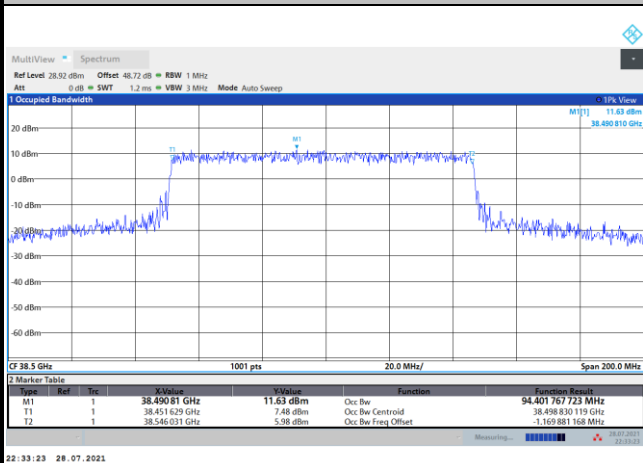 MultiView Spectrum
Ref Level 28.92 dBm Offset 48.72 dB RBW 1 MHz
Att 0 dB SWT 1.2 ms VBW 3 MHz Mode Auto Sweep
1 Occupied Bandwidth 1Pk View
M1[1] 11.63 dBm
38.490 810 GHz
20 dBm
M1
T1 T2
10 dBm
0 dBm
-10 dBm
-20 dBm
-30 dBm
-40 dBm
-50 dBm
-60 dBm
CF 38.5 GHz 1001 pts 20.0 MHz/ Span 200.0 MHz
2 Marker Table
Type Ref Trc X-Value Y-Value Function Function Result
M1 1 38.490 81 GHz 11.63 dBm Occ Bw 94.401 767 723 MHz
T1 1 38.451 629 GHz 7.48 dBm Occ Bw Centroid 38.498 830 119 GHz
T2 1 38.546 031 GHz 5.98 dBm Occ Bw Freq Offset -1.169 881 168 MHz
Measuring... 28.07.2021
22:33:23
22:33:23 28.07.2021